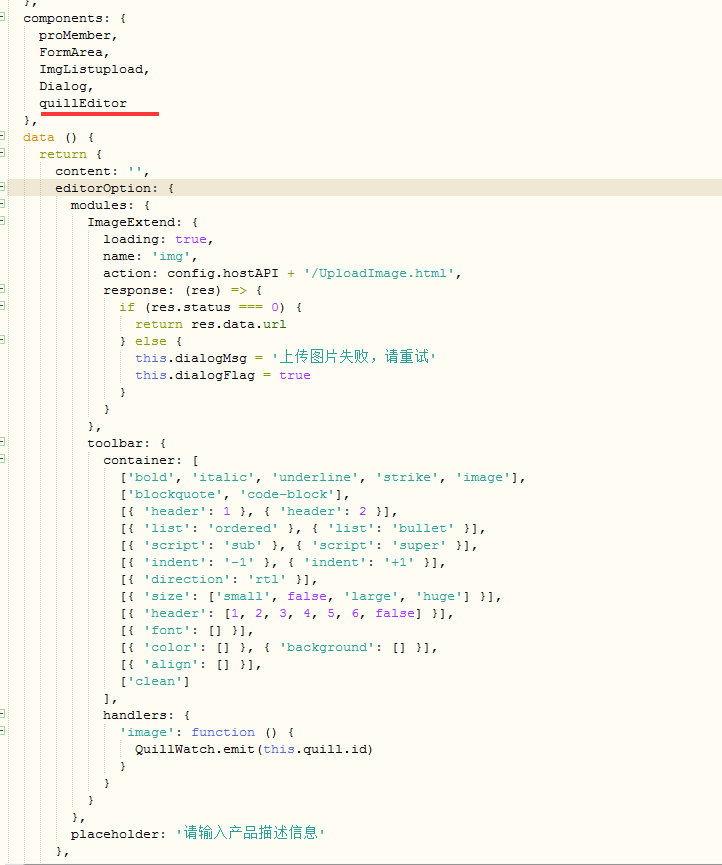 },
components: {
proMember,
FormArea,
ImgListupload,
Dialog,
quillEditor
},
data () {
return {
content: '',
editorOption: {
modules: {
ImageExtend: {
loading: true,
name: 'img',
action: config.hostAPI + '/UploadImage.html',
response: (res) => {
if (res.status === 0) {
return res.data.url
} else {
this.dialogMsg = '上传图片失败，请重试'
this.dialogFlag = true
}
}
},
toolbar: {
container: [
['bold', 'italic', 'underline', 'strike', 'image'],
['blockquote', 'code-block'],
[{ 'header': 1 }, { 'header': 2 }],
[{ 'list': 'ordered' }, { 'list': 'bullet' }],
[{ 'script': 'sub' }, { 'script': 'super' }],
[{ 'indent': '-1' }, { 'indent': '+1' }],
[{ 'direction': 'rtl' }],
[{ 'size': ['small', false, 'large', 'huge'] }],
[{ 'header': [1, 2, 3, 4, 5, 6, false] }],
[{ 'font': [] }],
[{ 'color': [] }, { 'background': [] }],
[{ 'align': [] }],
['clean']
],
handlers: {
'image': function () {
QuillWatch.emit(this.quill.id)
}
}
}
},
placeholder: '请输入产品描述信息'
},